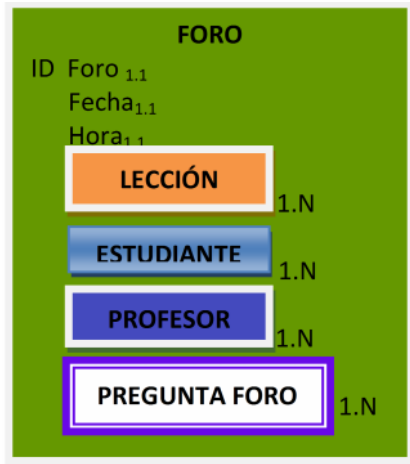 FORO
ID Foro 1.1
Fecha1.1
Hora1.1
LECCIÓN
1.N
ESTUDIANTE
1.N
PROFESOR
1.N
PREGUNTA FORO
1.N